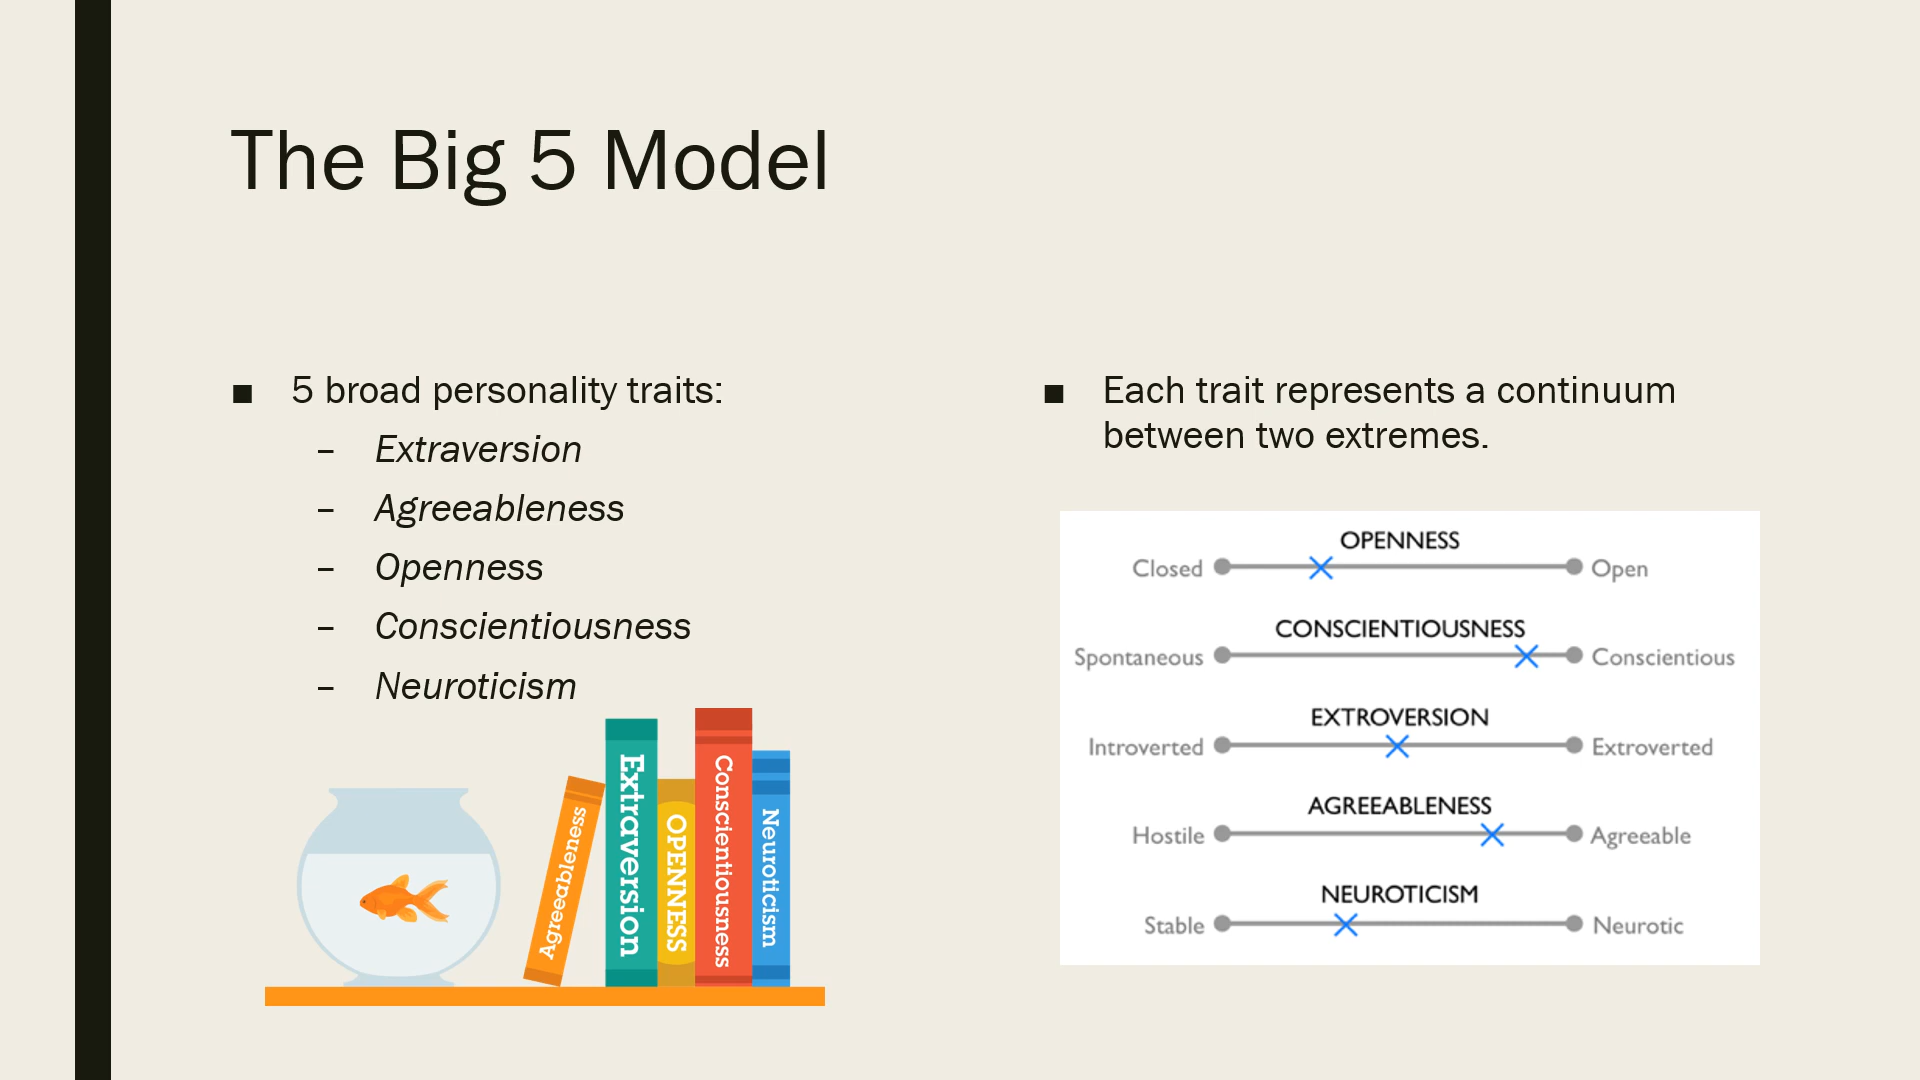 The Big 5 Model
■ 5 broad personality traits:
– Extraversion
– Agreeableness
– Openness
– Conscientiousness
– Neuroticism
Agreeableness
Extraversion
OPENNESS
Conscientiousness
Neuroticism
■ Each trait represents a continuum
between two extremes.
OPENNESS
Closed Open
CONSCIENTIOUSNESS
Spontaneous Conscientious
EXTROVERSION
Introverted Extroverted
AGREEABLENESS
Hostile Agreeable
NEUROTICISM
Stable Neurotic